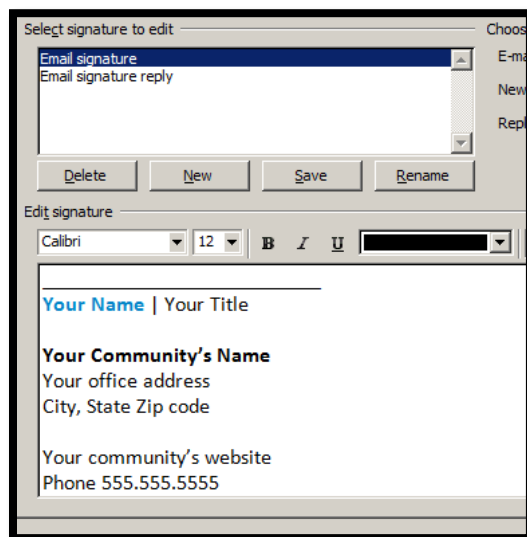 Select signature to edit
Choos
Email signature
E-ma
Email signature reply
New
Repl
Delete New Save Rename
Edit signature
Calibri 12 B I U
Your Name | Your Title
Your Community’s Name
Your office address
City, State Zip code
Your community’s website
Phone 555.555.5555